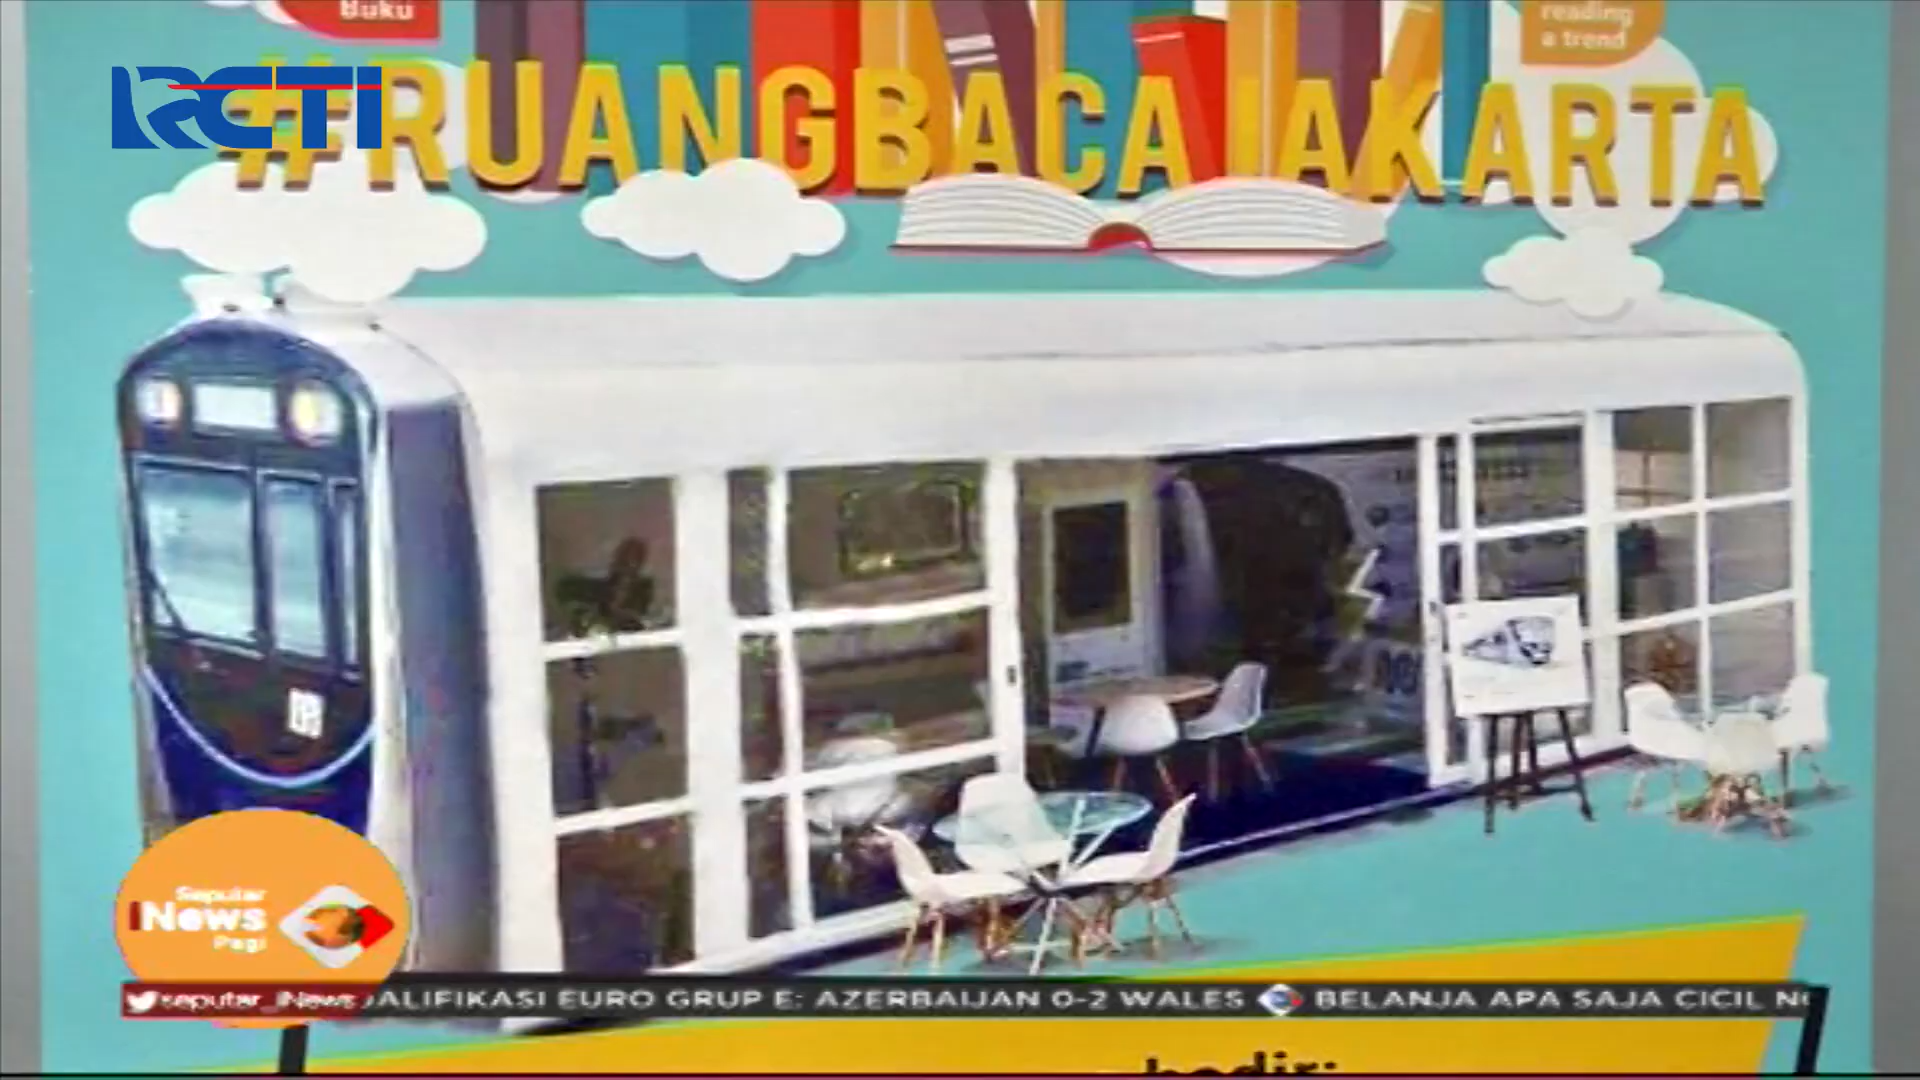 Buku
reading
a trend
RCTI
#RUANGBACAJAKARTA
Seputar
iNews
Pagi
seputar_iNews
UALIFIKASI EURO GRUP E: AZERBAIJAN 0-2 WALES
BELANJA APA SAJA CICIL
hadir: